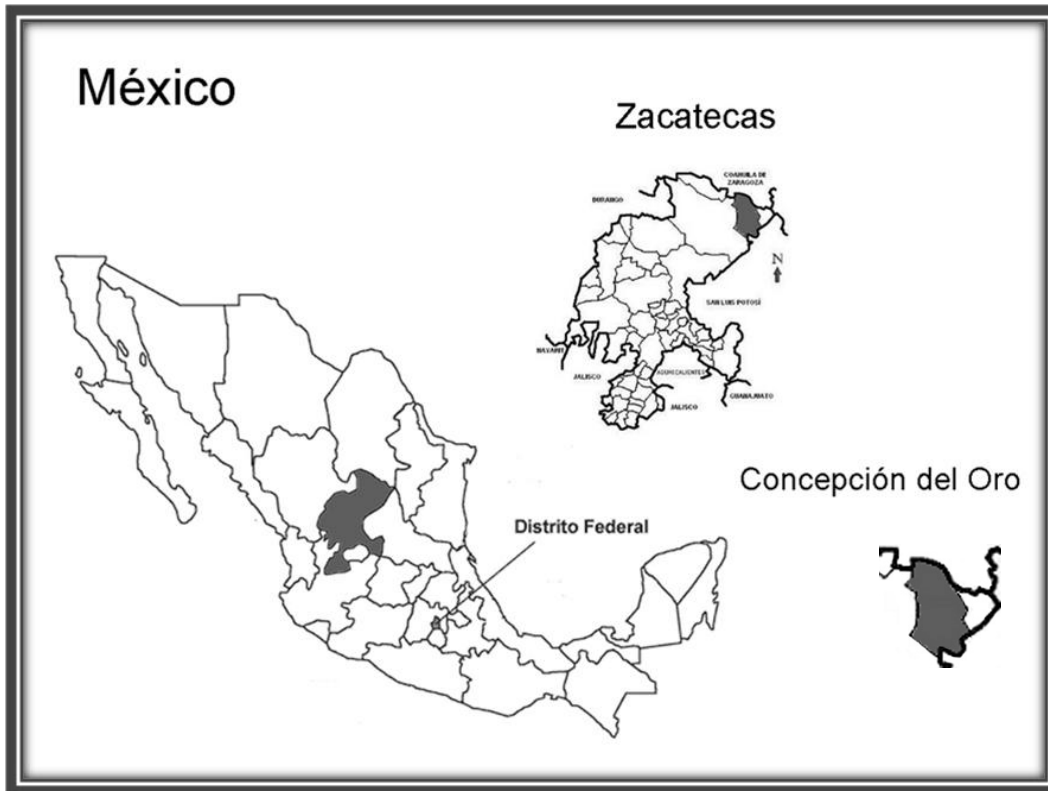 México
Zacatecas
COAHUILA DE
ZARAGOZA
DURANGO
N
SAN LUIS POTOSÍ
NAYARIT
JALISCO
AGUASCALIENTES
GUANAJUATO
JALISCO
Concepción del Oro
Distrito Federal